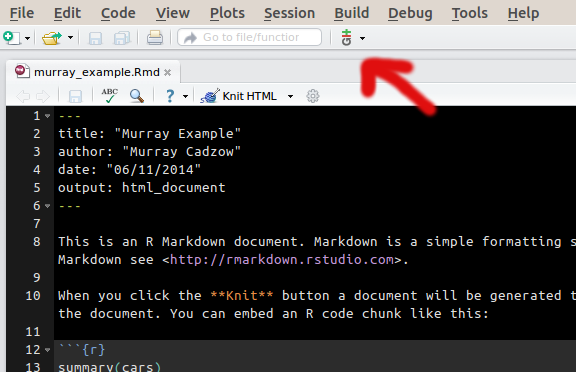 File Edit Code View Plots Session Build Debug Tools Help
Go to file/function
murray_example.Rmd
ABC ? Knit HTML
1 ---
2 title: "Murray Example"
3 author: "Murray Cadzow"
4 date: "06/11/2014"
5 output: html_document
6 ---
7
8 This is an R Markdown document. Markdown is a simple formatting s
Markdown see <http://rmarkdown.rstudio.com>.
9
10 When you click the **Knit** button a document will be generated t
the document. You can embed an R code chunk like this:
11
12 ```{r}
13 summary(cars)